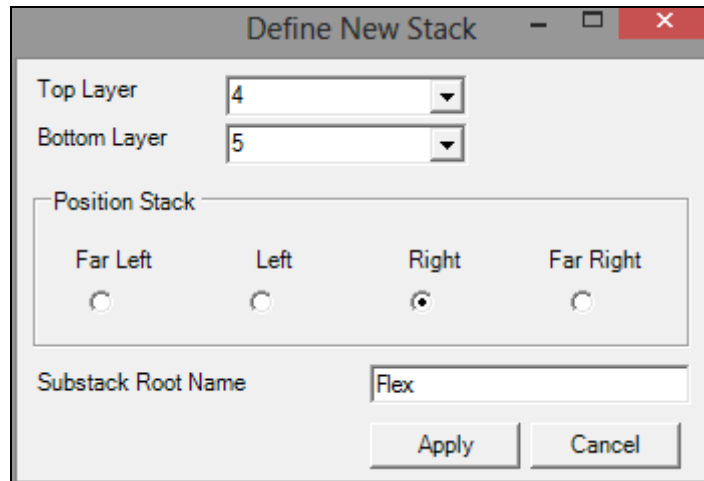 Define New Stack
Top Layer 4
Bottom Layer 5
Position Stack
Far Left Left Right Far Right
Substack Root Name Flex
Apply Cancel